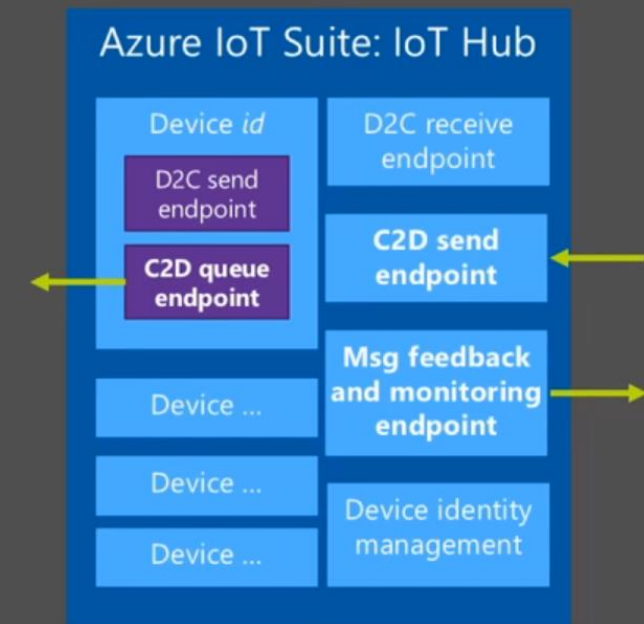 Azure IoT Suite: IoT Hub
Device id
D2C send
endpoint
C2D queue
endpoint
Device ...
Device ...
Device ...
D2C receive
endpoint
C2D send
endpoint
Msg feedback
and monitoring
endpoint
Device identity
management